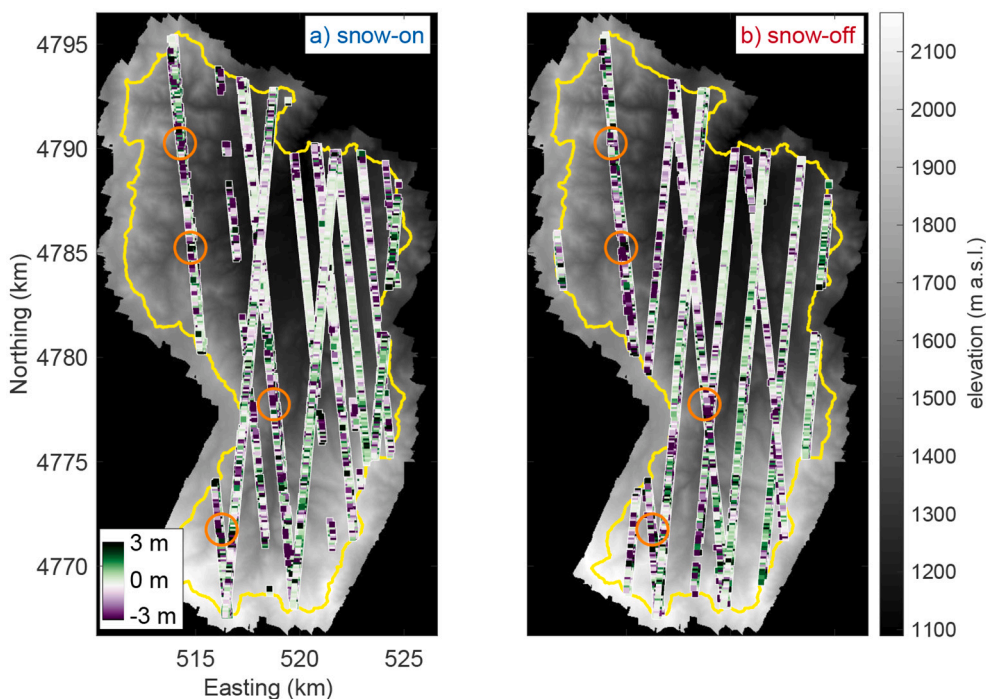 a) snow-on
b) snow-off
4795
4790
4785
4780
4775
4770
Northing (km)
3 m
0 m
-3 m
515
520
525
Easting (km)
2100
2000
1900
1800
1700
1600
1500
1400
1300
1200
1100
elevation (m a.s.l.)